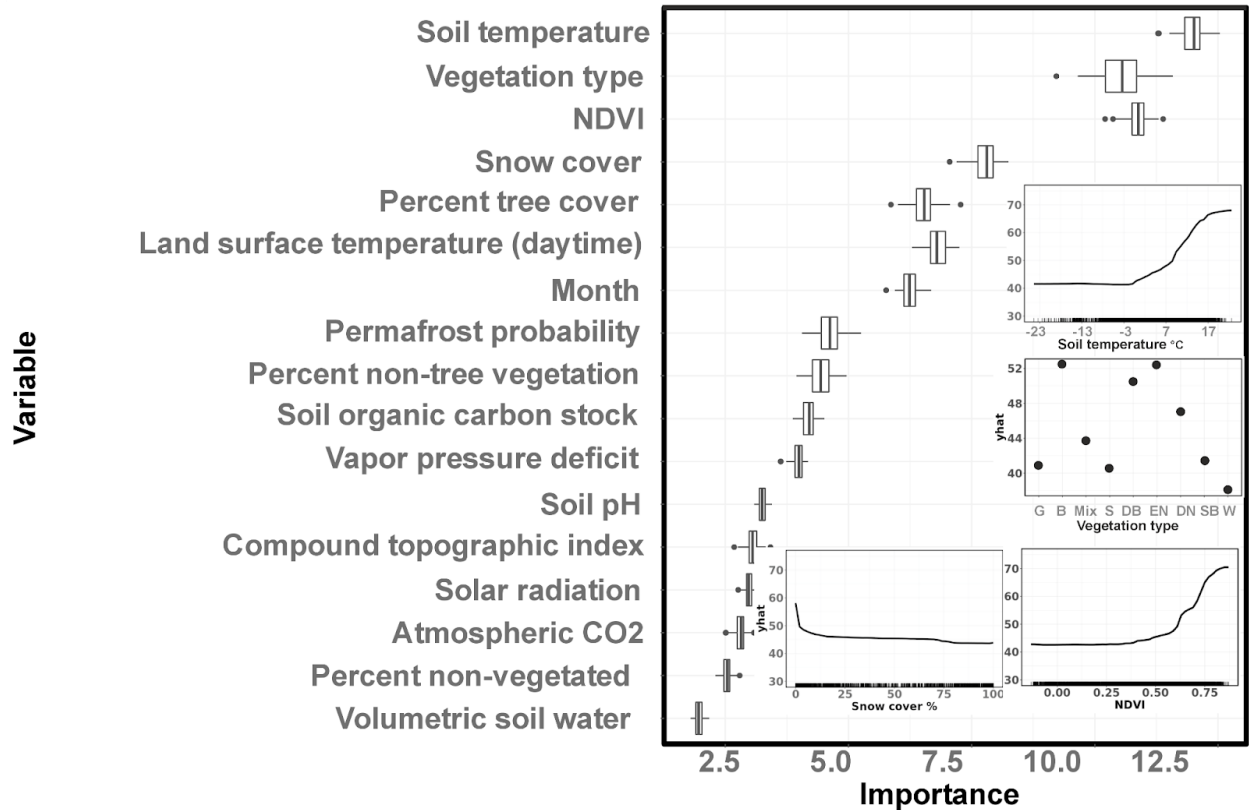 Soil temperature
Vegetation type
NDVI
Snow cover
Percent tree cover
Land surface temperature (daytime)
Month
Permafrost probability
Percent non-tree vegetation
Soil organic carbon stock
Vapor pressure deficit
Soil pH
Compound topographic index
Solar radiation
Atmospheric CO2
Percent non-vegetated
Volumetric soil water
Variable
2.5 5.0 7.5 10.0 12.5
Importance
70
60
50
40
30
-23 -13 -3 7 17
Soil temperature °C
52
48
44
40
yhat
G B Mix S DB EN DN SB W
Vegetation type
70
60
50
40
30
yhat
0 25 50 75 100
Snow cover %
70
60
50
40
30
0.00 0.25 0.50 0.75
NDVI